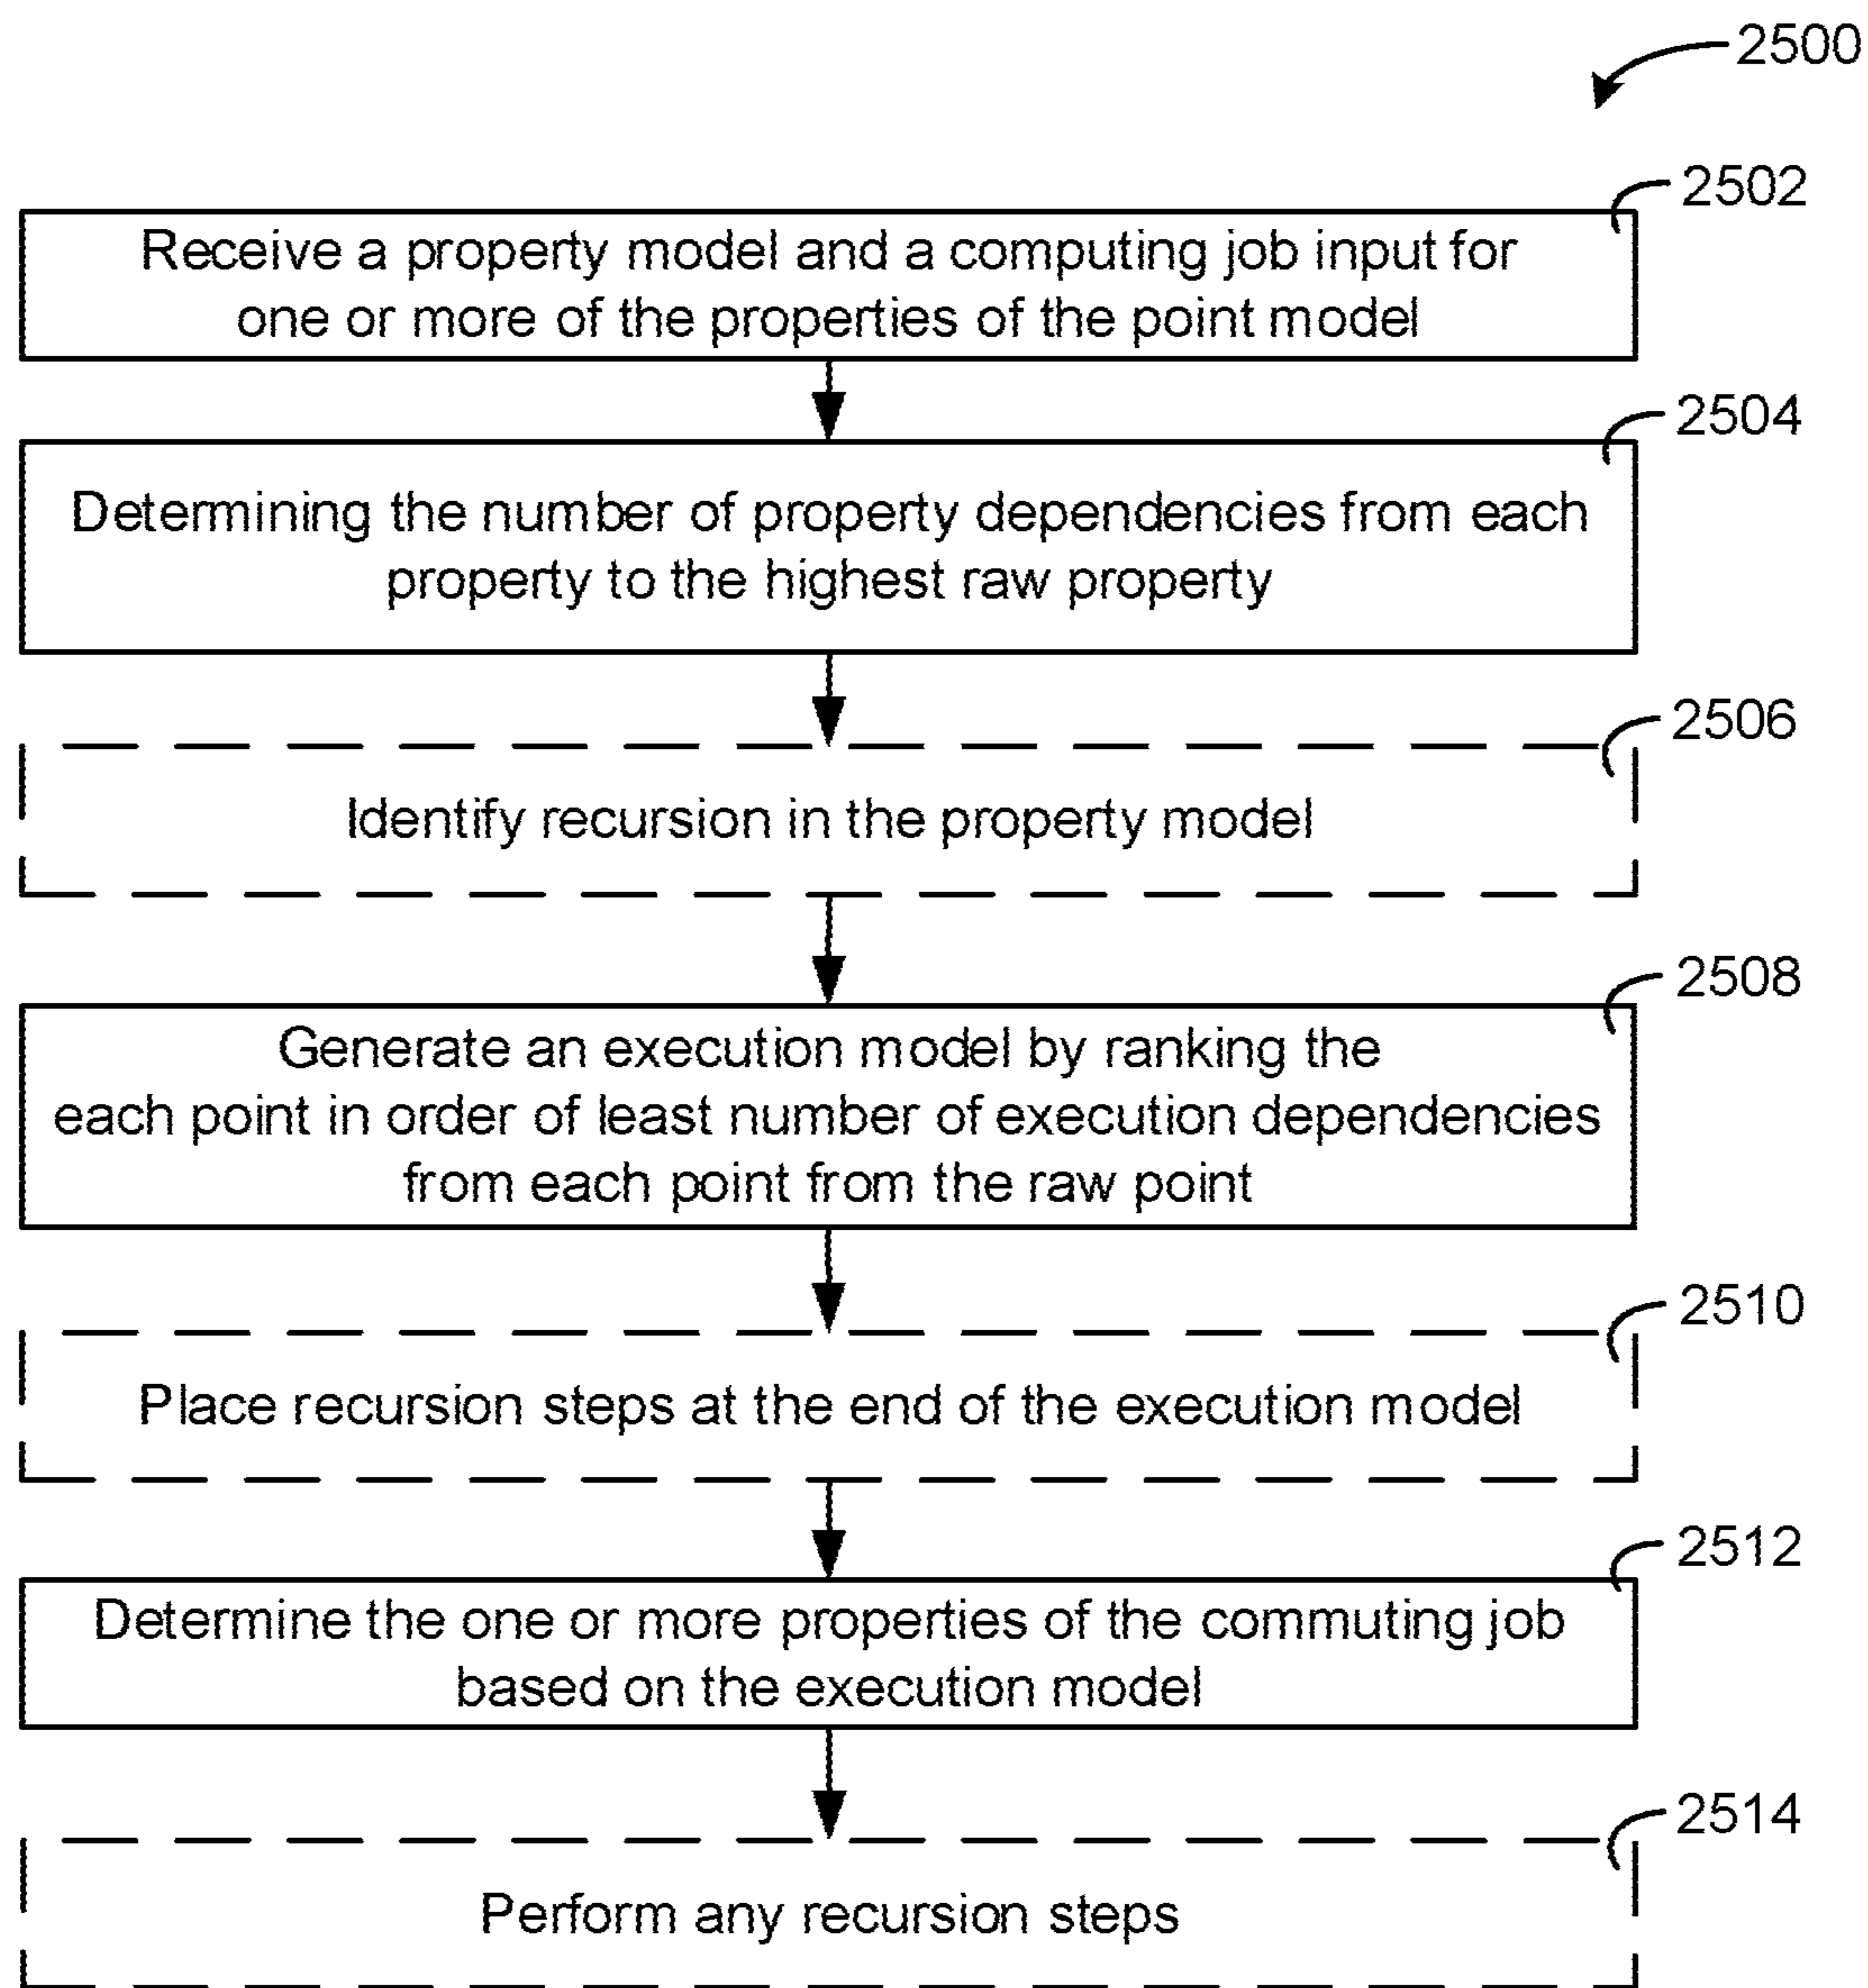 2500
2502
Receive a property model and a computing job input for
one or more of the properties of the point model
2504
Determining the number of property dependencies from each
property to the highest raw property
2506
Identify recursion in the property model
2508
Generate an execution model by ranking the
each point in order of least number of execution dependencies
from each point from the raw point
2510
Place recursion steps at the end of the execution model
2512
Determine the one or more properties of the commuting job
based on the execution model
2514
Perform any recursion steps